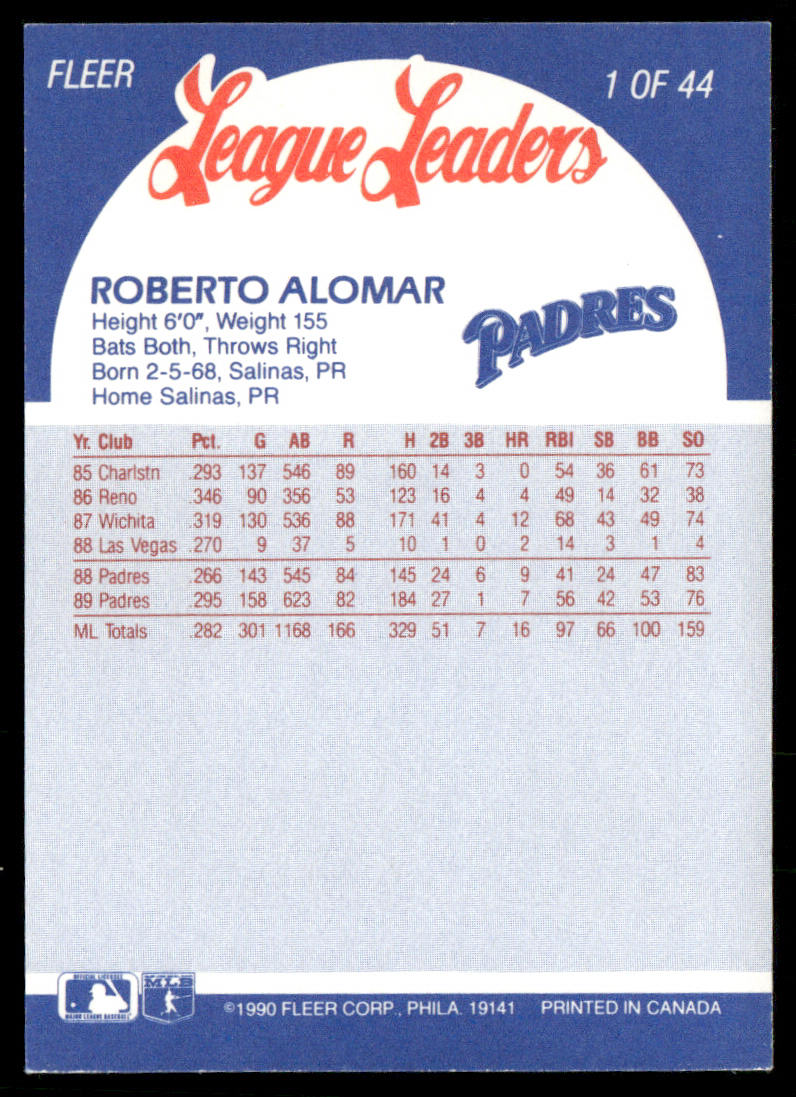 FLEER
1 OF 44
League Leaders
ROBERTO ALOMAR
Height 6'0", Weight 155
Bats Both, Throws Right
Born 2-5-68, Salinas, PR
Home Salinas, PR
PADRES
Yr. Club Pct. G AB R H 2B 3B HR RBI SB BB SO
85 Charlstn .293 137 546 89 160 14 3 0 54 36 61 73
86 Reno .346 90 356 53 123 16 4 4 49 14 32 38
87 Wichita .319 130 536 88 171 41 4 12 68 43 49 74
88 Las Vegas .270 9 37 5 10 1 0 2 14 3 1 4
88 Padres .266 143 545 84 145 24 6 9 41 24 47 83
89 Padres .295 158 623 82 184 27 1 7 56 42 53 76
ML Totals .282 301 1168 166 329 51 7 16 97 66 100 159
OFFICIAL LICENSEE
MAJOR LEAGUE BASEBALL
MLB
©1990 FLEER CORP., PHILA. 19141 PRINTED IN CANADA